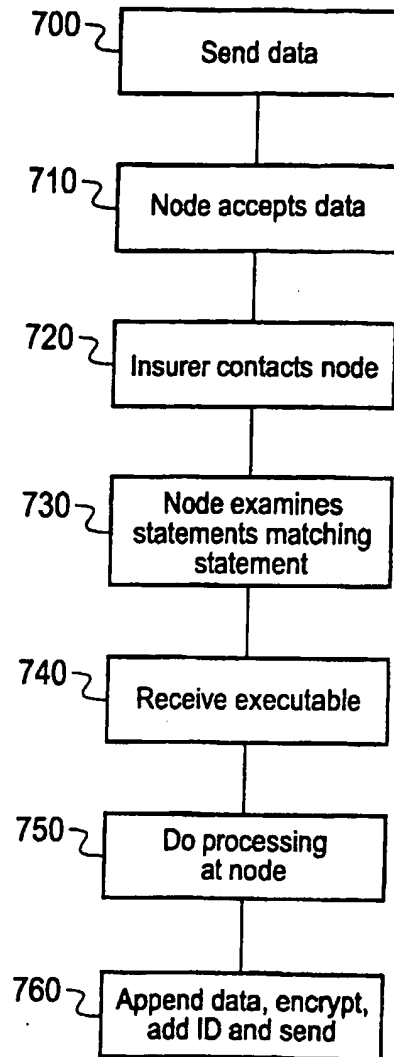 700
Send data
710
Node accepts data
720
Insurer contacts node
730
Node examines
statements matching
statement
740
Receive executable
750
Do processing
at node
760
Append data, encrypt,
add ID and send